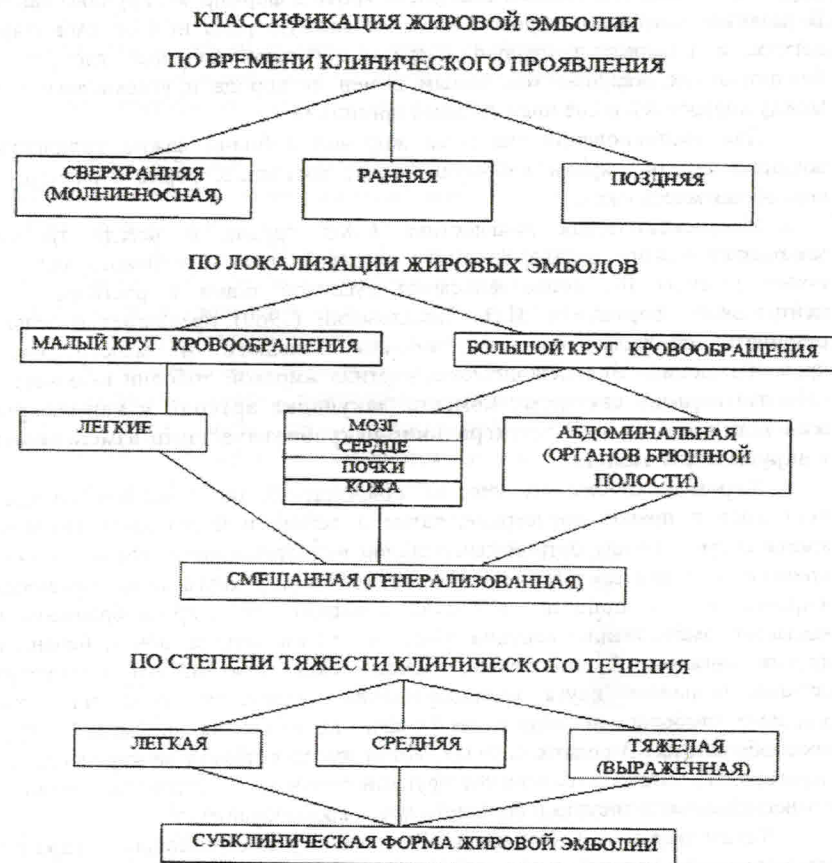 КЛАССИФИКАЦИЯ ЖИРОВОЙ ЭМБОЛИИ
ПО ВРЕМЕНИ КЛИНИЧЕСКОГО ПРОЯВЛЕНИЯ
СВЕРХРАННЯЯ
(МОЛНИЕНОСНАЯ)
РАННЯЯ
ПОЗДНЯЯ
ПО ЛОКАЛИЗАЦИИ ЖИРОВЫХ ЭМБОЛОВ
МАЛЫЙ КРУГ КРОВООБРАЩЕНИЯ
БОЛЬШОЙ КРУГ КРОВООБРАЩЕНИЯ
ЛЕГКИЕ
МОЗГ
СЕРДЦЕ
ПОЧКИ
КОЖА
АБДОМИНАЛЬНАЯ
(ОРГАНОВ БРЮШНОЙ
ПОЛОСТИ)
СМЕШАННАЯ (ГЕНЕРАЛИЗОВАННАЯ)
ПО СТЕПЕНИ ТЯЖЕСТИ КЛИНИЧЕСКОГО ТЕЧЕНИЯ
ЛЕГКАЯ
СРЕДНЯЯ
ТЯЖЕЛАЯ
(ВЫРАЖЕННАЯ)
СУБКЛИНИЧЕСКАЯ ФОРМА ЖИРОВОЙ ЭМБОЛИИ